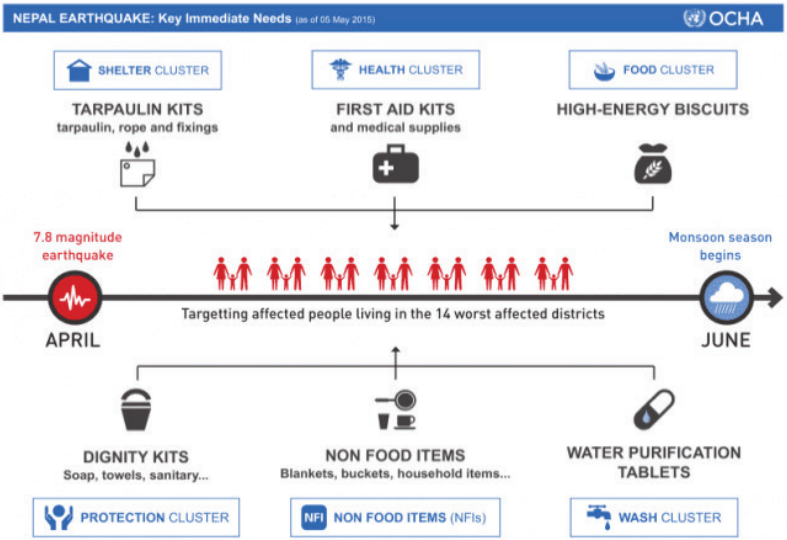 NEPAL EARTHQUAKE: Key Immediate Needs (as of 05 May 2015)
OCHA
SHELTER CLUSTER
HEALTH CLUSTER
FOOD CLUSTER
TARPAULIN KITS
tarpaulin, rope and fixings
FIRST AID KITS
and medical supplies
HIGH-ENERGY BISCUITS
7.8 magnitude
earthquake
Monsoon season
begins
Targetting affected people living in the 14 worst affected districts
APRIL
JUNE
DIGNITY KITS
Soap, towels, sanitary...
NON FOOD ITEMS
Blankets, buckets, household items...
WATER PURIFICATION
TABLETS
PROTECTION CLUSTER
NFI
NON FOOD ITEMS (NFIs)
WASH CLUSTER